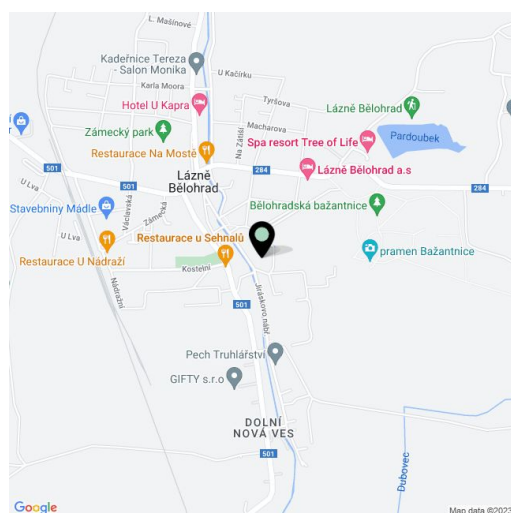 L. Mašínové
Kadeřnice Tereza
- Salon Monika
U Kačírku
Karla Moora
Hotel U Kapra
Tyršova
Lázně Bělohrad
Zámecký park
Macharova
Pardoubek
Spa resort Tree of Life
Restaurace Na Mostě
Na Zátiší
501
Lázně
Bělohrad
284
Lázně Bělohrad a.s
284
U Lva
Stavebniny Mádle
Václavská
Zámecká
Bělohradská bažantnice
U Lva
Restaurace u Sehnalů
Restaurace U Nádraží
pramen Bažantnice
Kostelní
Nádražní
Jiráskovo nábř.
501
Pech Truhlářství
GIFTY s.r.o
DOLNÍ
NOVÁ VES
501
Dubovec
Google
Map data ©2023